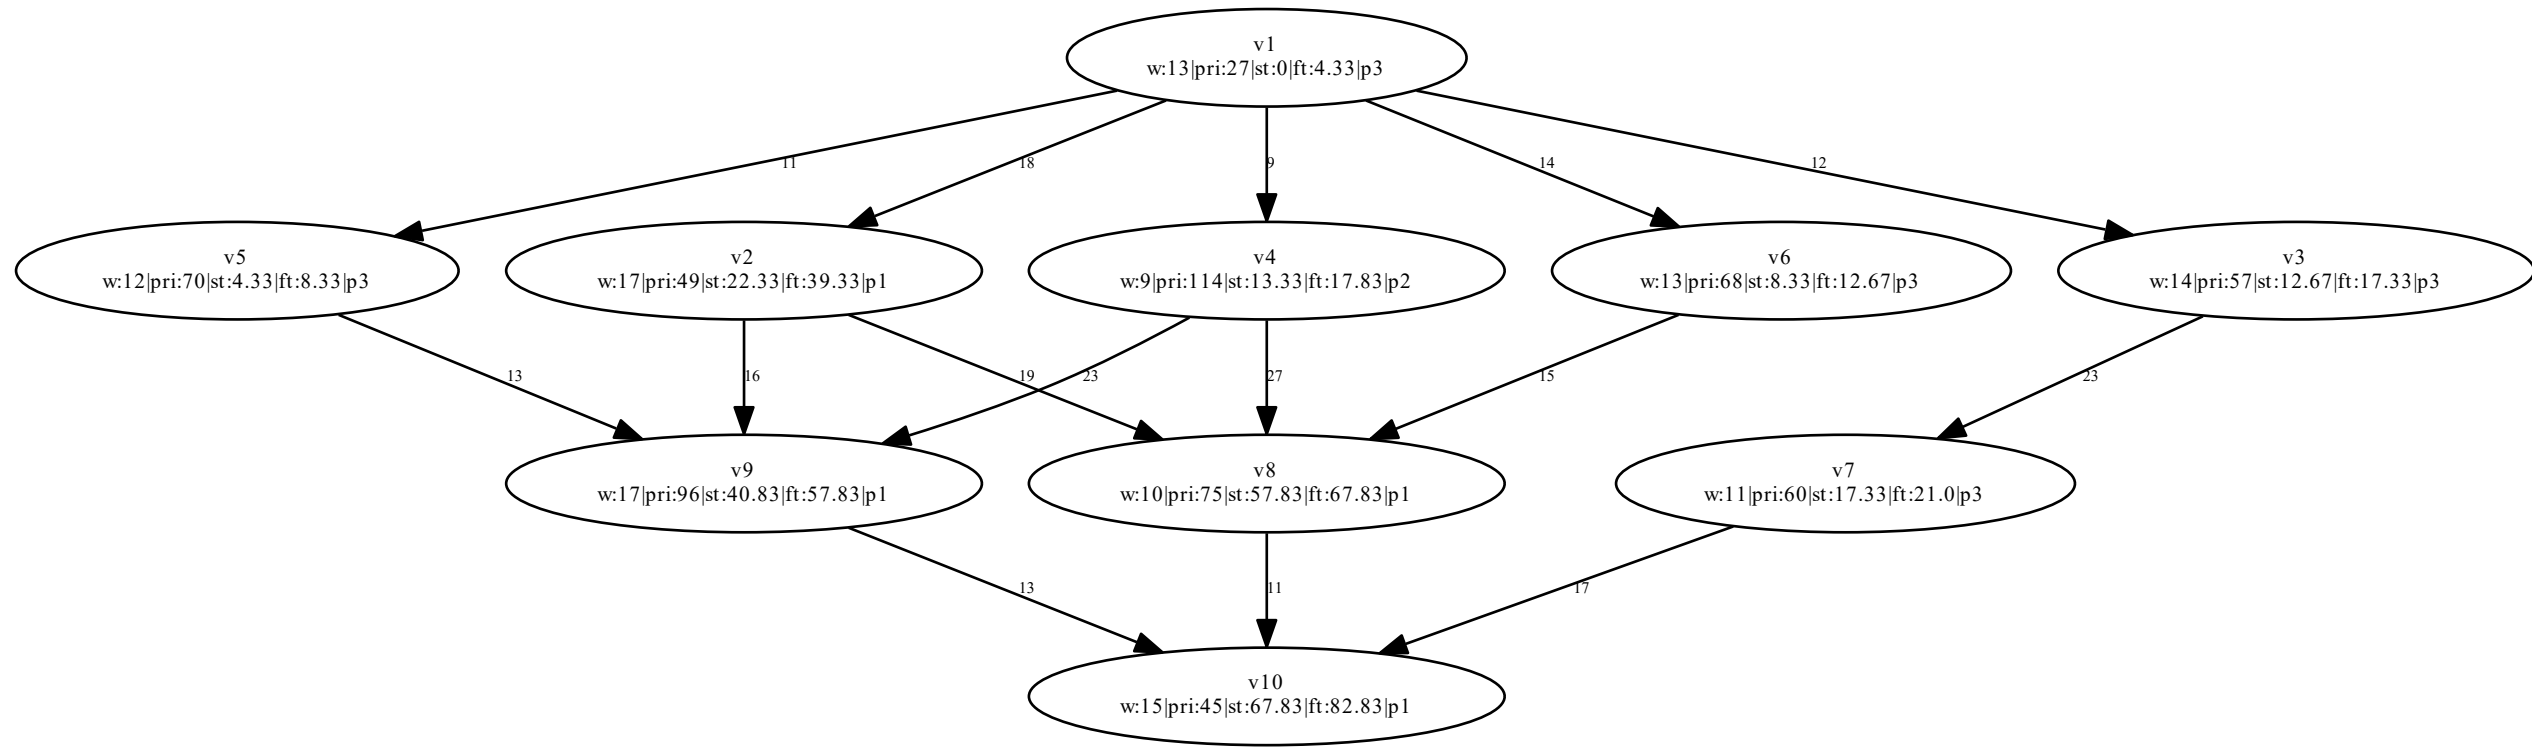 v1
w:13|pri:27|st:0|ft:4.33|p3
11
18
9
14
12
v5
w:12|pri:70|st:4.33|ft:8.33|p3
v2
w:17|pri:49|st:22.33|ft:39.33|p1
v4
w:9|pri:114|st:13.33|ft:17.83|p2
v6
w:13|pri:68|st:8.33|ft:12.67|p3
v3
w:14|pri:57|st:12.67|ft:17.33|p3
13
16
19
23
27
15
23
v9
w:17|pri:96|st:40.83|ft:57.83|p1
v8
w:10|pri:75|st:57.83|ft:67.83|p1
v7
w:11|pri:60|st:17.33|ft:21.0|p3
13
11
17
v10
w:15|pri:45|st:67.83|ft:82.83|p1